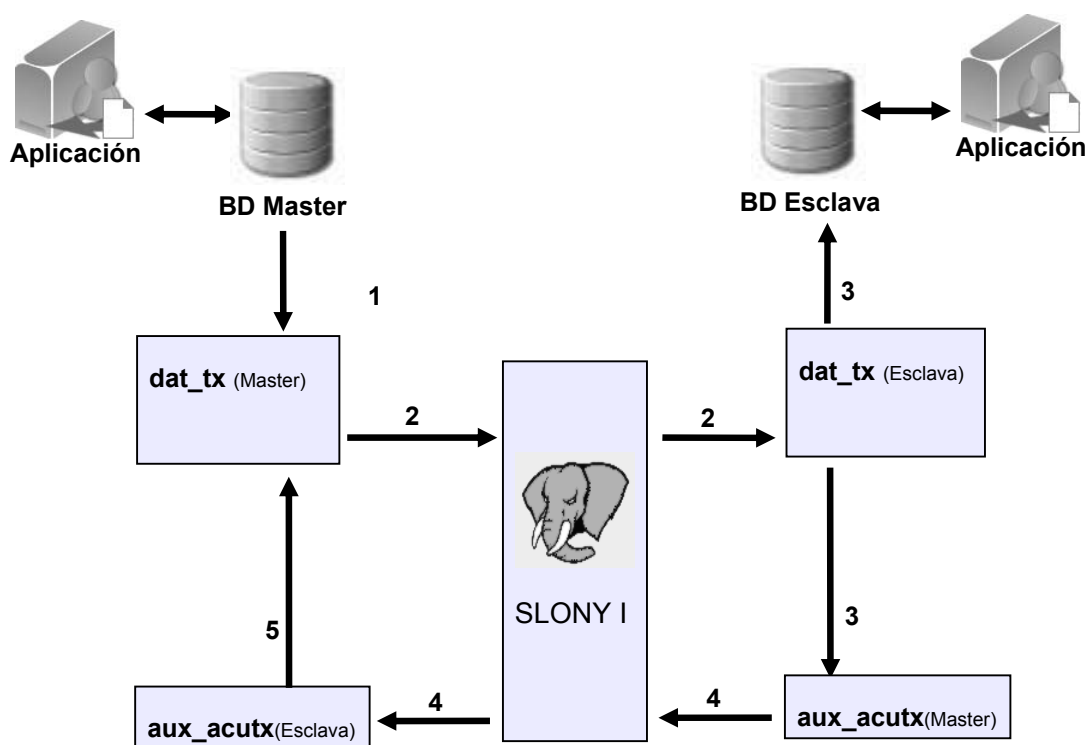 Aplicación
Aplicación
BD Master
BD Esclava
1
3
dat_tx (Master)
dat_tx (Esclava)
2
2
SLONY I
5
3
4
4
aux_acutx(Esclava)
aux_acutx(Master)